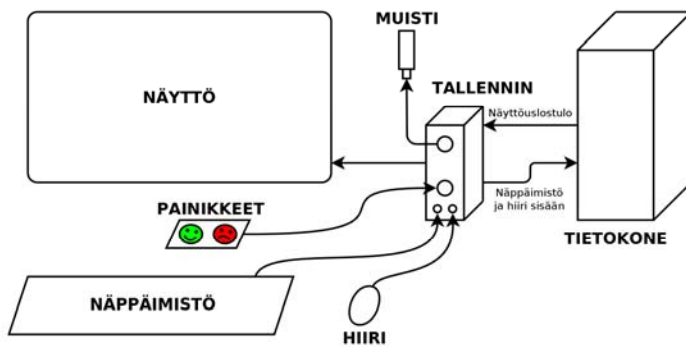 MUISTI
NÄYTTÖ
TALLENNIN
Näyttöuslostulo
PAINIKKEET
Näppäimistö
ja hiiri sisään
TIETOKONE
NÄPPÄIMISTÖ
HIIRI